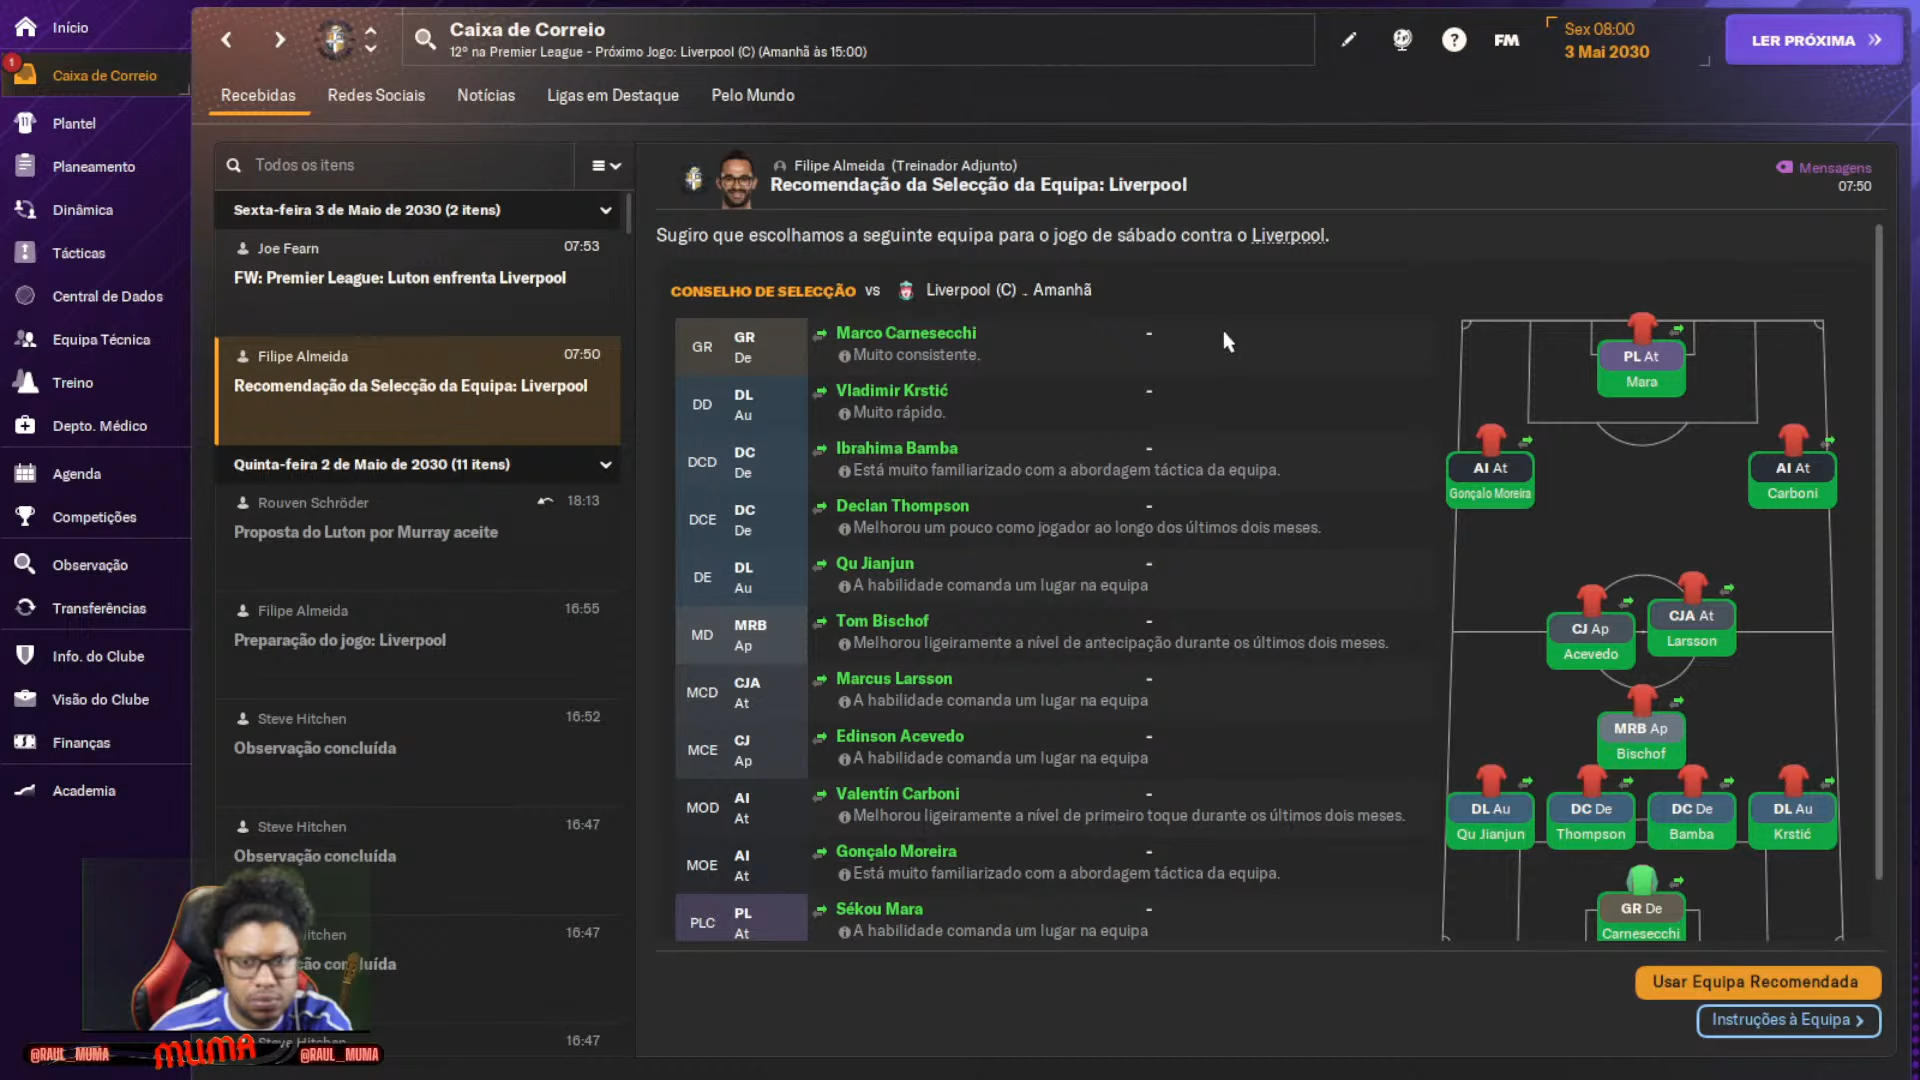 Início
1
Caixa de Correio
Plantel
Planeamento
Dinâmica
Tácticas
Central de Dados
Equipa Técnica
Treino
Depto. Médico
Agenda
Competições
Observação
Transferências
Info. do Clube
Visão do Clube
Finanças
Academia
Caixa de Correio
12º na Premier League - Próximo Jogo: Liverpool (C) (Amanhã às 15:00)
?
FM
Sex 08:00
3 Mai 2030
LER PRÓXIMA
Recebidas
Redes Sociais
Notícias
Ligas em Destaque
Pelo Mundo
Todos os itens
Sexta-feira 3 de Maio de 2030 (2 itens)
Joe Fearn
07:53
FW: Premier League: Luton enfrenta Liverpool
Filipe Almeida
07:50
Recomendação da Selecção da Equipa: Liverpool
Quinta-feira 2 de Maio de 2030 (11 itens)
Rouven Schröder
18:13
Proposta do Luton por Murray aceite
Filipe Almeida
16:55
Preparação do jogo: Liverpool
Steve Hitchen
16:52
Observação concluída
Steve Hitchen
16:47
Observação concluída
itchen
16:47
ção concluída
Steve Hitchen
16:47
Filipe Almeida (Treinador Adjunto)
Recomendação da Selecção da Equipa: Liverpool
Mensagens
07:50
Sugiro que escolhamos a seguinte equipa para o jogo de sábado contra o Liverpool.
CONSELHO DE SELECÇÃO vs Liverpool (C) - Amanhã
GR GR De Marco Carnesecchi -
Muito consistente.
DD DL Au Vladimir Krstić -
Muito rápido.
DCD DC De Ibrahima Bamba -
Está muito familiarizado com a abordagem táctica da equipa.
DCE DC De Declan Thompson -
Melhorou um pouco como jogador ao longo dos últimos dois meses.
DE DL Au Qu Jianjun -
A habilidade comanda um lugar na equipa
MD MRB Ap Tom Bischof -
Melhorou ligeiramente a nível de antecipação durante os últimos dois meses.
MCD CJA At Marcus Larsson -
A habilidade comanda um lugar na equipa
MCE CJ Ap Edinson Acevedo -
A habilidade comanda um lugar na equipa
MOD AI At Valentín Carboni -
Melhorou ligeiramente a nível de primeiro toque durante os últimos dois meses.
MOE AI At Gonçalo Moreira -
Está muito familiarizado com a abordagem táctica da equipa.
PLC PL At Sékou Mara -
A habilidade comanda um lugar na equipa
PL At
Mara
AI At
Gonçalo Moreira
AI At
Carboni
CJ Ap
Acevedo
CJA At
Larsson
MRB Ap
Bischof
DL Au
Qu Jianjun
DC De
Thompson
DC De
Bamba
DL Au
Krstić
GR De
Carnesecchi
Usar Equipa Recomendada
Instruções à Equipa
@RAUL_MUMA
MUMA
@RAUL_MUMA